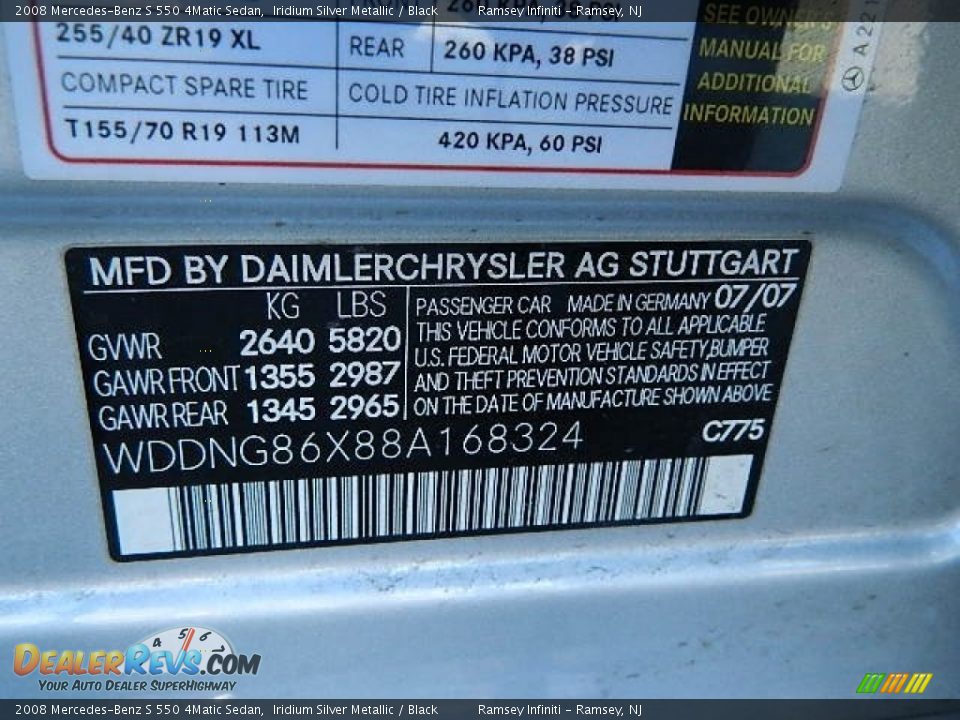 2008 Mercedes-Benz S 550 4Matic Sedan, Iridium Silver Metallic / Black Ramsey Infiniti - Ramsey, NJ
SEE OWNER'S
255/40 ZR19 XL REAR 260 KPA, 38 PSI MANUAL FOR
COMPACT SPARE TIRE COLD TIRE INFLATION PRESSURE ADDITIONAL
T155/70 R19 113M 420 KPA, 60 PSI INFORMATION
MFD BY DAIMLERCHRYSLER AG STUTTGART
KG LBS
GVWR 2640 5820
GAWR FRONT 1355 2987
GAWR REAR 1345 2965
PASSENGER CAR MADE IN GERMANY 07/07
THIS VEHICLE CONFORMS TO ALL APPLICABLE
U.S. FEDERAL MOTOR VEHICLE SAFETY,BUMPER
AND THEFT PREVENTION STANDARDS IN EFFECT
ON THE DATE OF MANUFACTURE SHOWN ABOVE
WDDNG86X88A168324 C775
4 5 6
DEALERREVS.COM
YOUR AUTO DEALER SUPERHIGHWAY
2008 Mercedes-Benz S 550 4Matic Sedan, Iridium Silver Metallic / Black Ramsey Infiniti - Ramsey, NJ